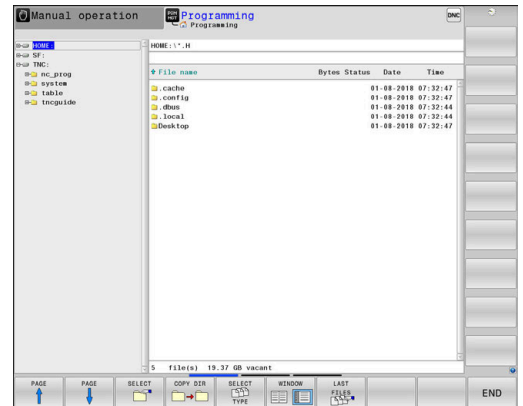 Manual operation
PGM
MGT
Programming
Programming
DNC
HOME:
SF:
TNC:
nc_prog
system
table
tncguide
HOME:\*.H
File name Bytes Status Date Time
.cache 01-08-2018 07:32:47
.config 01-08-2018 07:32:47
.dbus 01-08-2018 07:32:44
.local 01-08-2018 07:32:44
Desktop 01-08-2018 07:32:47
5 file(s) 19.37 GB vacant
PAGE
PAGE
SELECT
COPY DIR
SELECT
TYPE
WINDOW
LAST
FILES
END